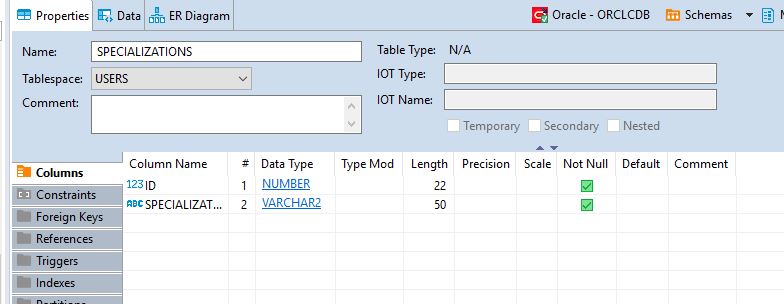 Properties Data ER Diagram Oracle - ORCLCDB Schemas
Name: SPECIALIZATIONS Table Type: N/A
Tablespace: USERS IOT Type:
Comment: IOT Name:
Temporary Secondary Nested
Columns Column Name # Data Type Type Mod Length Precision Scale Not Null Default Comment
123 ID 1 NUMBER 22
Constraints ABC SPECIALIZAT... 2 VARCHAR2 50
Foreign Keys
References
Triggers
Indexes